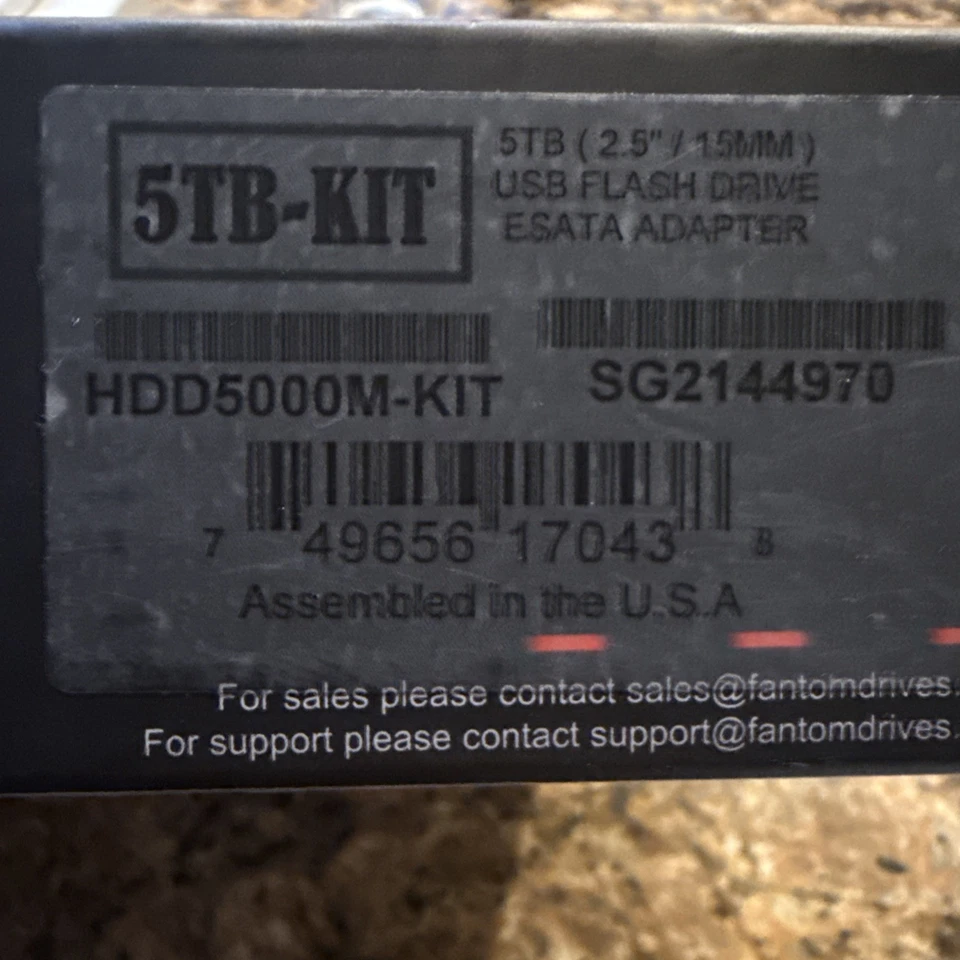 5TB-KIT
5TB ( 2.5" / 15MM )
USB FLASH DRIVE
ESATA ADAPTER
HDD5000M-KIT
SG2144970
7 49656 17043 8
Assembled in the U.S.A
For sales please contact sales@fantomdrives.
For support please contact support@fantomdrives.